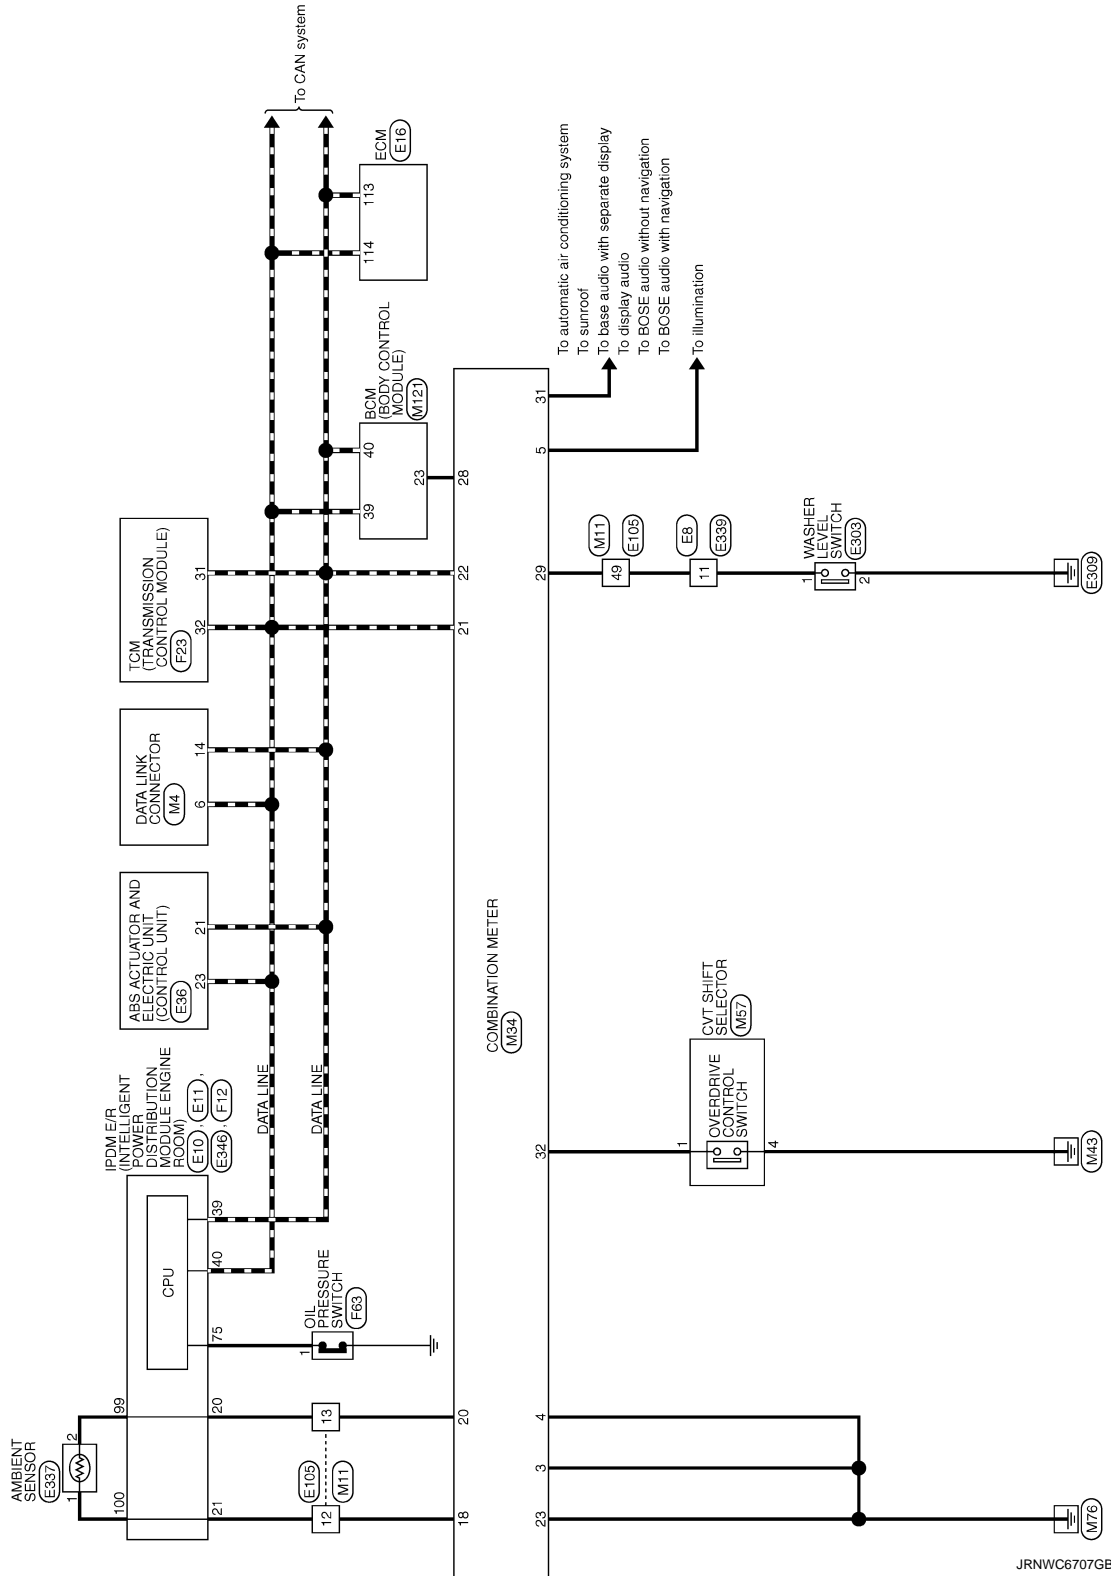 AMBIENT
SENSOR
E337
1
2
100
99
IPDM E/R
(INTELLIGENT
POWER
DISTRIBUTION
MODULE ENGINE
ROOM)
E10 , E11 ,
E346 , F12
CPU
21
20
75
40
39
ABS ACTUATOR AND
ELECTRIC UNIT
(CONTROL UNIT)
E36
23
21
DATA LINK
CONNECTOR
M4
6
14
TCM
(TRANSMISSION
CONTROL MODULE)
F23
32
31
DATA LINE
DATA LINE
To CAN system
E105
M11
12
13
OIL
PRESSURE
SWITCH
F63
1
BCM
(BODY CONTROL
MODULE)
M121
39
40
23
ECM
E16
114
113
18
20
21
22
28
COMBINATION METER
M34
23
3
4
32
29
5
31
To automatic air conditioning system
To sunroof
To base audio with separate display
To display audio
To BOSE audio without navigation
To BOSE audio with navigation
To illumination
M11
49
E105
E8
11
E339
WASHER
LEVEL
SWITCH
E303
1
2
CVT SHIFT
SELECTOR
M57
OVERDRIVE
CONTROL
SWITCH
1
4
M76
M43
E309
JRNWC6707GB